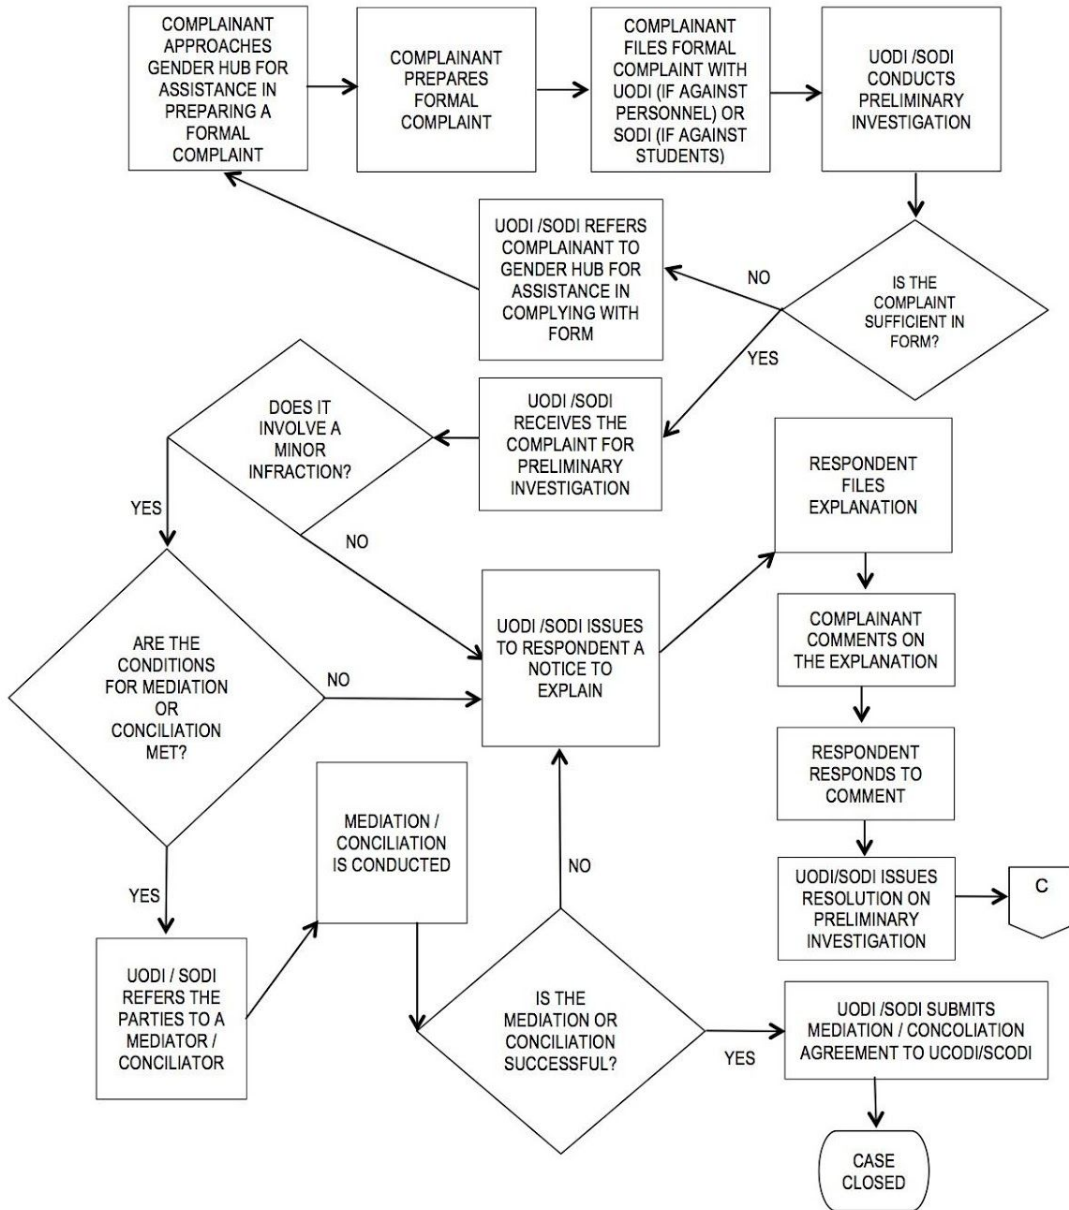 COMPLAINANT
APPROACHES
GENDER HUB FOR
ASSISTANCE IN
PREPARING A
FORMAL
COMPLAINT
COMPLAINANT
PREPARES
FORMAL
COMPLAINT
COMPLAINANT
FILES FORMAL
COMPLAINT WITH
UODI (IF AGAINST
PERSONNEL) OR
SODI (IF AGAINST
STUDENTS)
UODI /SODI
CONDUCTS
PRELIMINARY
INVESTIGATION
IS THE
COMPLAINT
SUFFICIENT IN
FORM?
NO
YES
UODI /SODI REFERS
COMPLAINANT TO
GENDER HUB FOR
ASSISTANCE IN
COMPLYING WITH
FORM
UODI /SODI
RECEIVES THE
COMPLAINT FOR
PRELIMINARY
INVESTIGATION
DOES IT
INVOLVE A
MINOR
INFRACTION?
YES
NO
ARE THE
CONDITIONS
FOR MEDIATION
OR
CONCILIATION
MET?
NO
YES
UODI /SODI ISSUES
TO RESPONDENT A
NOTICE TO
EXPLAIN
RESPONDENT
FILES
EXPLANATION
COMPLAINANT
COMMENTS ON
THE EXPLANATION
RESPONDENT
RESPONDS TO
COMMENT
UODI/SODI ISSUES
RESOLUTION ON
PRELIMINARY
INVESTIGATION
C
UODI / SODI
REFERS THE
PARTIES TO A
MEDIATOR /
CONCILIATOR
MEDIATION /
CONCILIATION
IS CONDUCTED
IS THE
MEDIATION OR
CONCILIATION
SUCCESSFUL?
NO
YES
UODI /SODI SUBMITS
MEDIATION / CONCOLIATION
AGREEMENT TO UCODI/SCODI
CASE
CLOSED